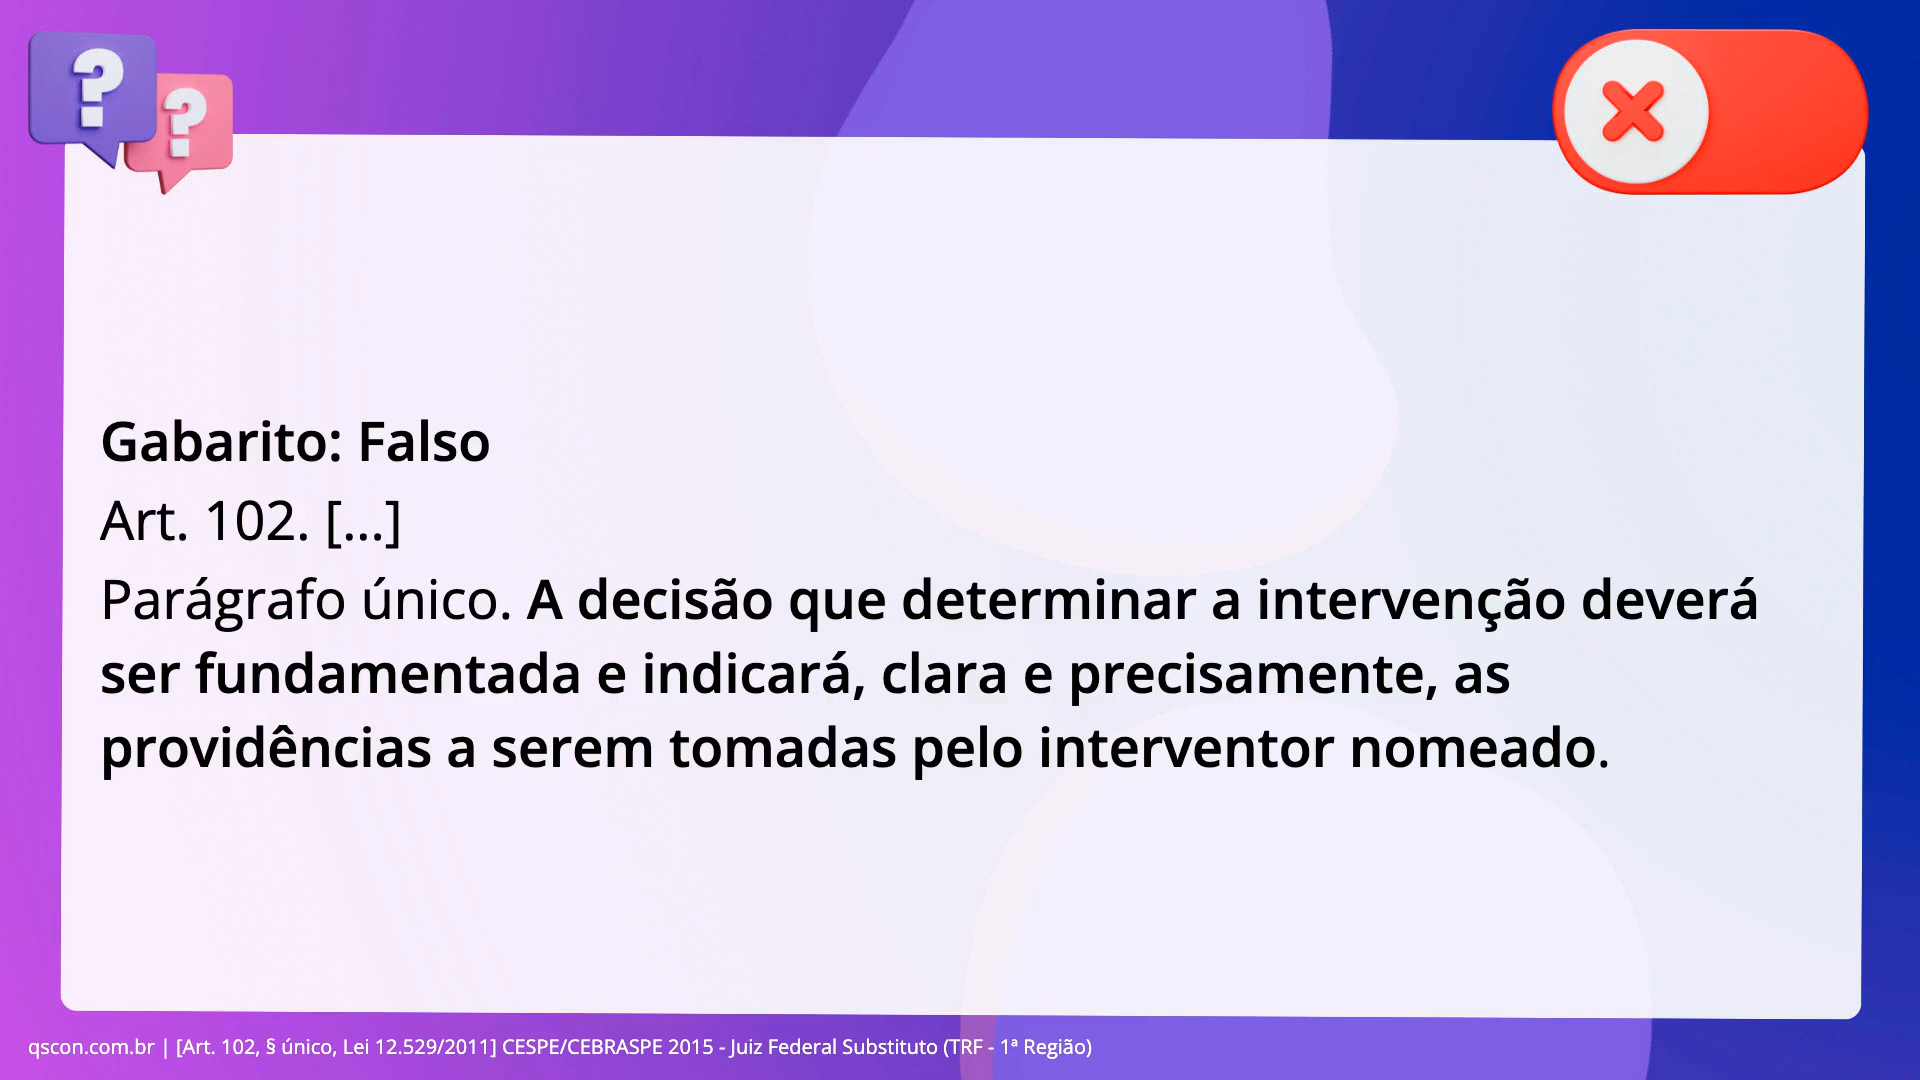 Gabarito: Falso
Art. 102. [...]
Parágrafo único. A decisão que determinar a intervenção deverá
ser fundamentada e indicará, clara e precisamente, as
providências a serem tomadas pelo interventor nomeado.
qscon.com.br | [Art. 102, § único, Lei 12.529/2011] CESPE/CEBRASPE 2015 - Juiz Federal Substituto (TRF - 1ª Região)